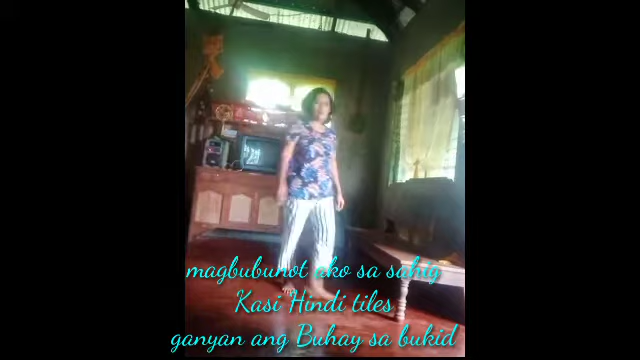 magbubunot ako sa sahig
Kasi Hindi tiles
ganyan ang Buhay sa bukid